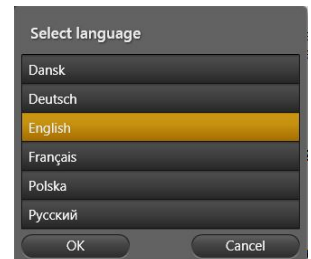 Select language
Dansk
Deutsch
English
Français
Polska
Русский
OK Cancel